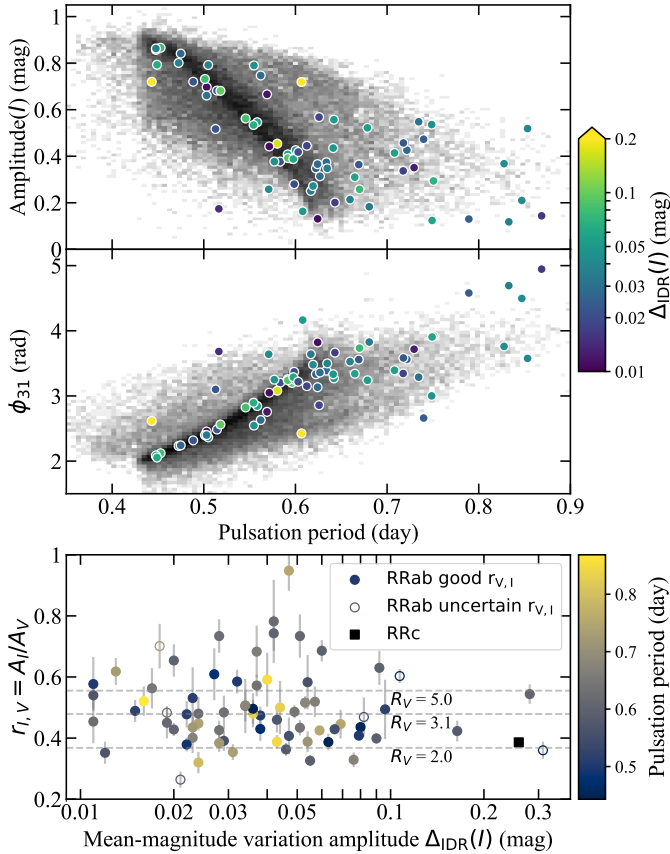 1
0.8
0.6
0.4
0.2
0
Amplitude(I) (mag)
5
4
3
2
ϕ31 (rad)
0.4 0.5 0.6 0.7 0.8 0.9
Pulsation period (day)
0.2
0.1
0.05
0.03
0.02
0.01
ΔIDR(I) (mag)
1
0.8
0.6
0.4
0.2
rI,V = AI/AV
RRab good rV,I
RRab uncertain rV,I
RRc
RV = 5.0
RV = 3.1
RV = 2.0
0.01 0.02 0.03 0.05 0.1 0.2 0.3
Mean-magnitude variation amplitude ΔIDR(I) (mag)
0.8
0.7
0.6
0.5
Pulsation period (day)